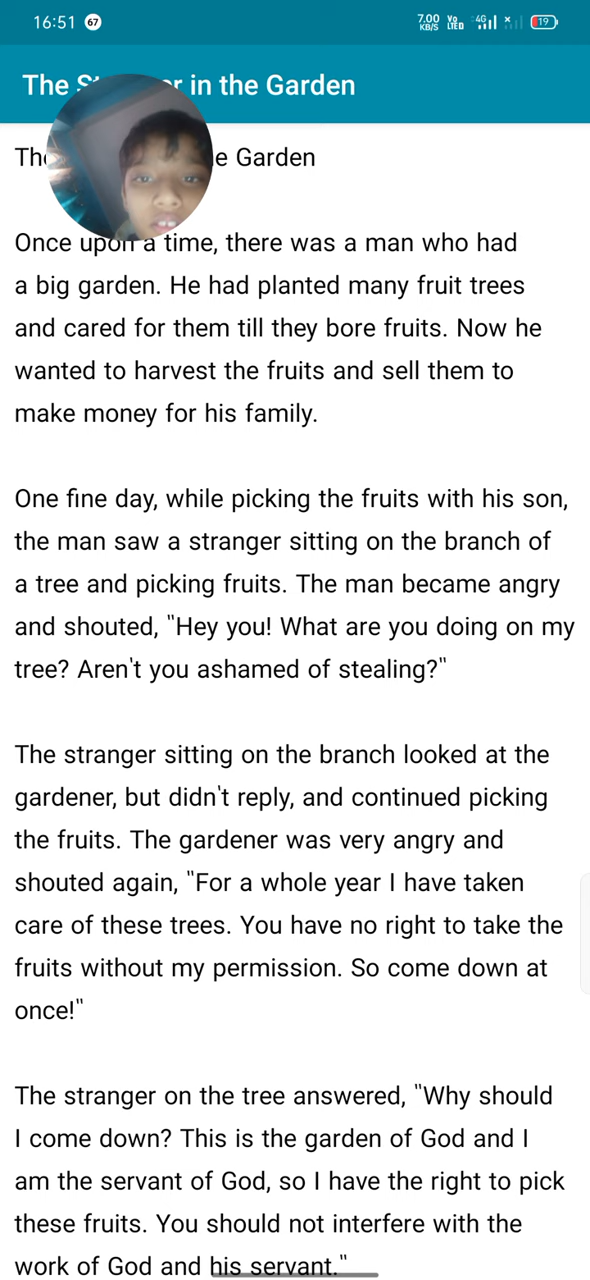 16:51 67 7.00 KB/S Vo LTED 4G 19
The in the Garden
Garden
Once upon a time, there was a man who had
a big garden. He had planted many fruit trees
and cared for them till they bore fruits. Now he
wanted to harvest the fruits and sell them to
make money for his family.
One fine day, while picking the fruits with his son,
the man saw a stranger sitting on the branch of
a tree and picking fruits. The man became angry
and shouted, "Hey you! What are you doing on my
tree? Aren't you ashamed of stealing?"
The stranger sitting on the branch looked at the
gardener, but didn't reply, and continued picking
the fruits. The gardener was very angry and
shouted again, "For a whole year I have taken
care of these trees. You have no right to take the
fruits without my permission. So come down at
once!"
The stranger on the tree answered, "Why should
I come down? This is the garden of God and I
am the servant of God, so I have the right to pick
these fruits. You should not interfere with the
work of God and his servant."